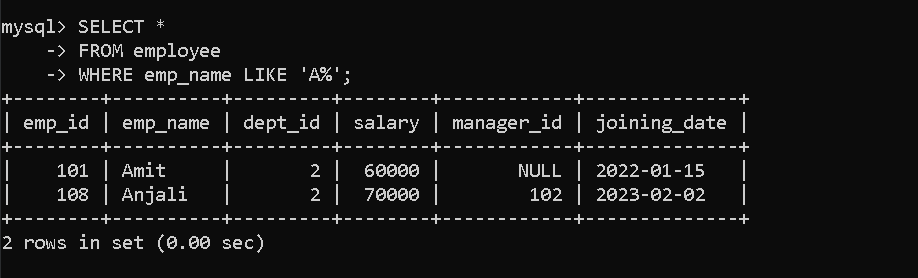 mysql> SELECT *
    -> FROM employee
    -> WHERE emp_name LIKE 'A%';
+--------+----------+---------+--------+------------+--------------+
| emp_id | emp_name | dept_id | salary | manager_id | joining_date |
+--------+----------+---------+--------+------------+--------------+
|    101 | Amit     |       2 |  60000 |       NULL | 2022-01-15   |
|    108 | Anjali   |       2 |  70000 |        102 | 2023-02-02   |
+--------+----------+---------+--------+------------+--------------+
2 rows in set (0.00 sec)